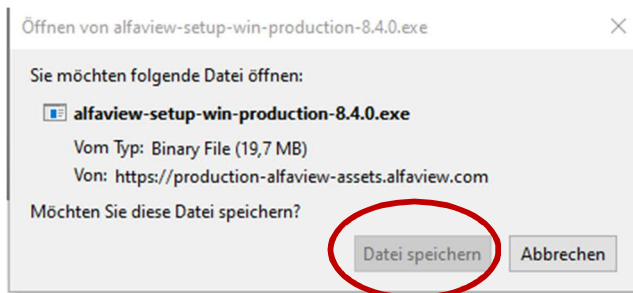 Öffnen von alfaview-setup-win-production-8.4.0.exe
Sie möchten folgende Datei öffnen:
alfaview-setup-win-production-8.4.0.exe
Vom Typ: Binary File (19,7 MB)
Von: https://production-alfaview-assets.alfaview.com
Möchten Sie diese Datei speichern?
Datei speichern Abbrechen